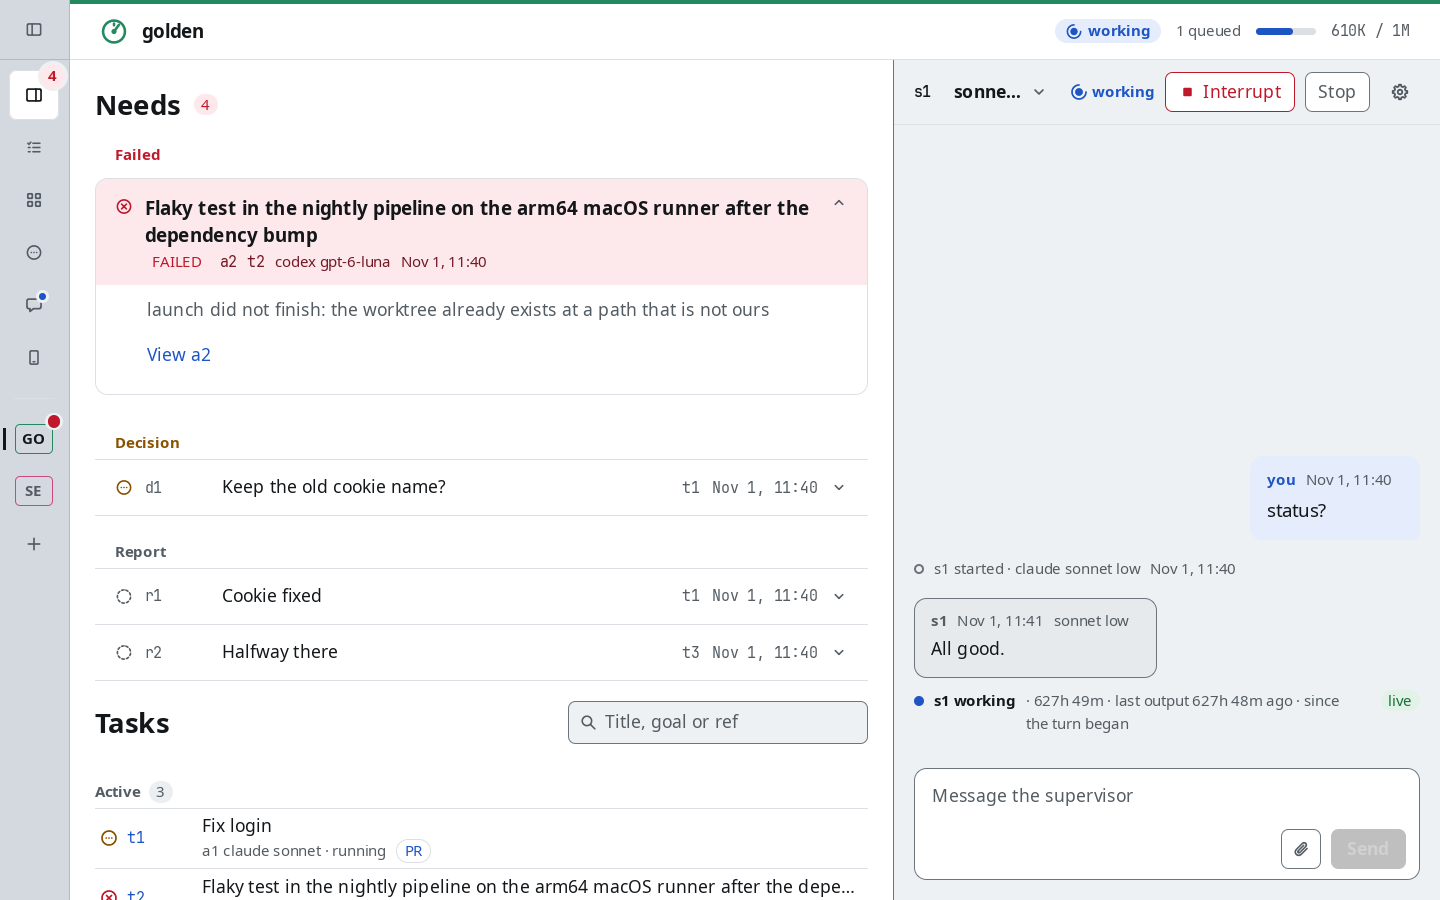 golden
working
1 queued
610K / 1M
4
GO
SE
Needs 4
Failed
Flaky test in the nightly pipeline on the arm64 macOS runner after the
dependency bump
FAILED a2 t2 codex gpt-6-luna Nov 1, 11:40
launch did not finish: the worktree already exists at a path that is not ours
View a2
Decision
d1 Keep the old cookie name? t1 Nov 1, 11:40
Report
r1 Cookie fixed t1 Nov 1, 11:40
r2 Halfway there t3 Nov 1, 11:40
Tasks
Title, goal or ref
Active 3
t1 Fix login
a1 claude sonnet · running PR
t2 Flaky test in the nightly pipeline on the arm64 macOS runner after the depe...
s1 sonne... working Interrupt Stop
you Nov 1, 11:40
status?
s1 started · claude sonnet low Nov 1, 11:40
s1 Nov 1, 11:41 sonnet low
All good.
s1 working · 627h 49m · last output 627h 48m ago · since live
the turn began
Message the supervisor
Send